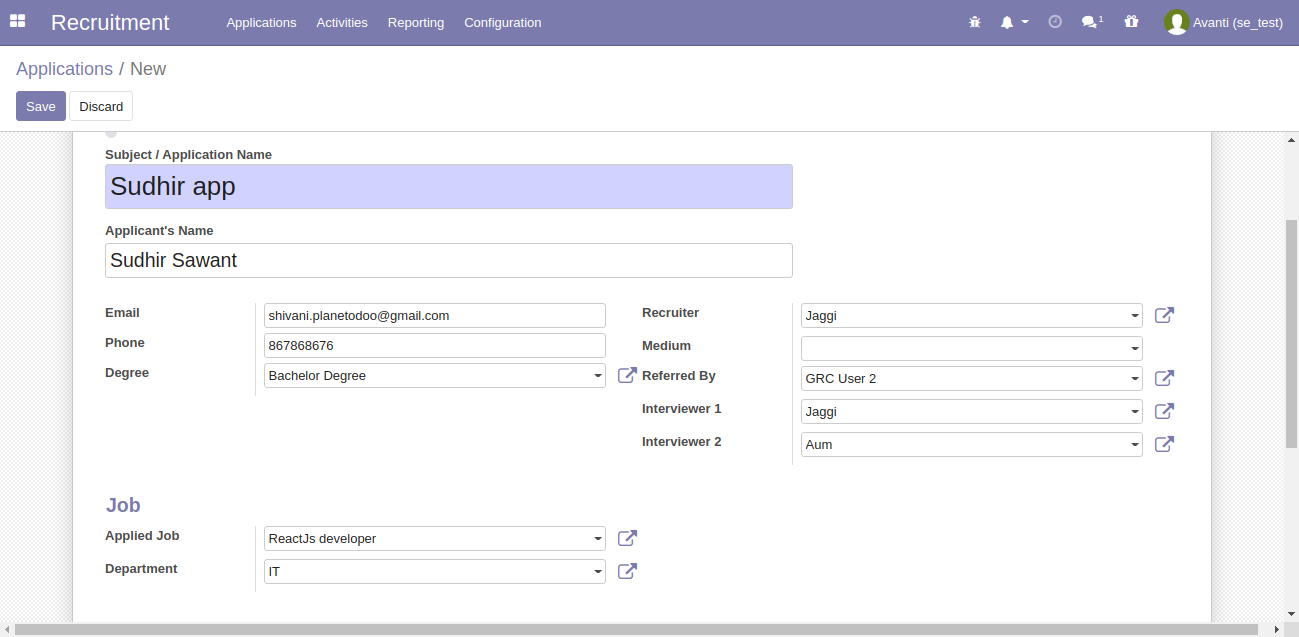 Recruitment Applications Activities Reporting Configuration 1 Avanti (se_test)
Applications / New
Save Discard
Subject / Application Name
Sudhir app
Applicant's Name
Sudhir Sawant
Email shivani.planetodoo@gmail.com
Phone 867868676
Degree Bachelor Degree
Recruiter Jaggi
Medium
Referred By GRC User 2
Interviewer 1 Jaggi
Interviewer 2 Aum
Job
Applied Job ReactJs developer
Department IT